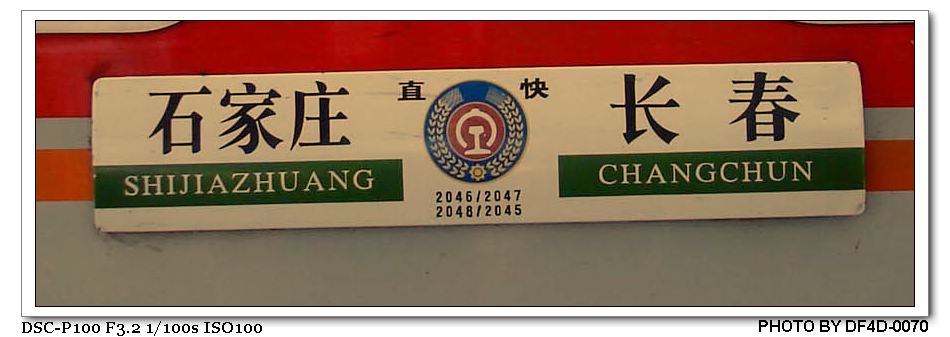 石家庄 直 快 长春
SHIJIAZHUANG CHANGCHUN
2046/2047
2048/2045
DSC-P100 F3.2 1/100s ISO100 PHOTO BY DF4D-0070